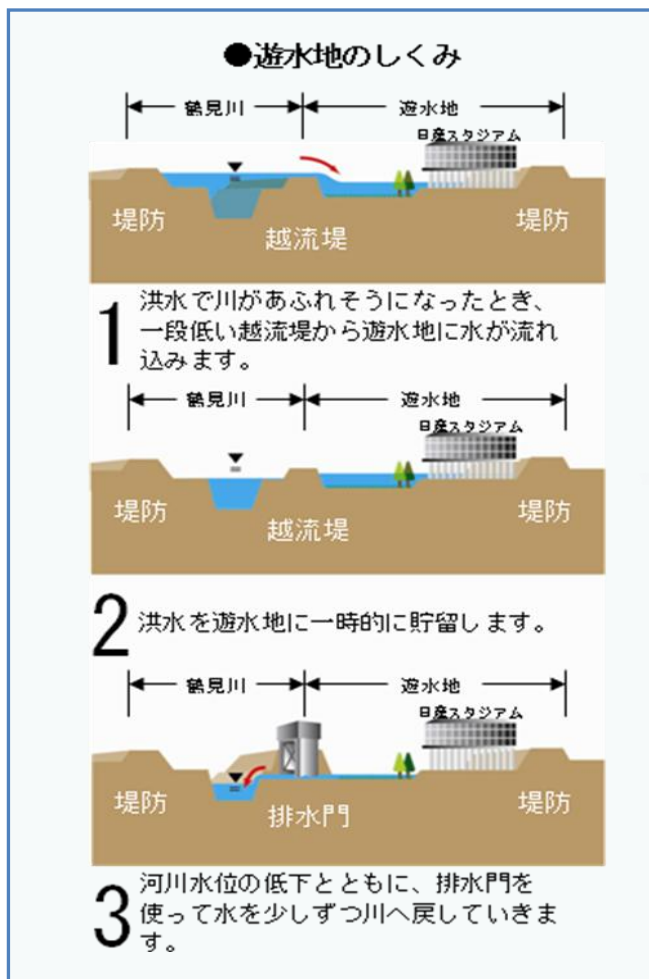 ●遊水地のしくみ
鶴見川 遊水地
日産スタジアム
堤防 越流堤 堤防
1 洪水で川があふれそうになったとき、
一段低い越流堤から遊水地に水が流れ
込みます。
鶴見川 遊水地
日産スタジアム
堤防 越流堤 堤防
2 洪水を遊水地に一時的に貯留します。
鶴見川 遊水地
日産スタジアム
堤防 排水門 堤防
3 河川水位の低下とともに、排水門を
使って水を少しずつ川へ戻していきま
す。